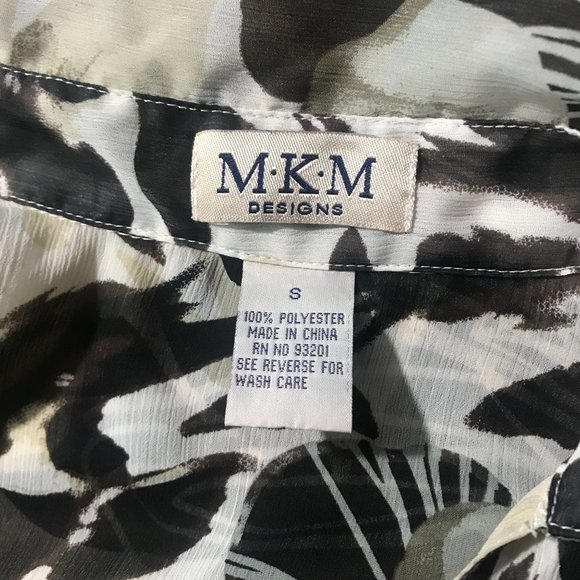 M·K·M
DESIGNS
S
100% POLYESTER
MADE IN CHINA
RN NO 93201
SEE REVERSE FOR
WASH CARE